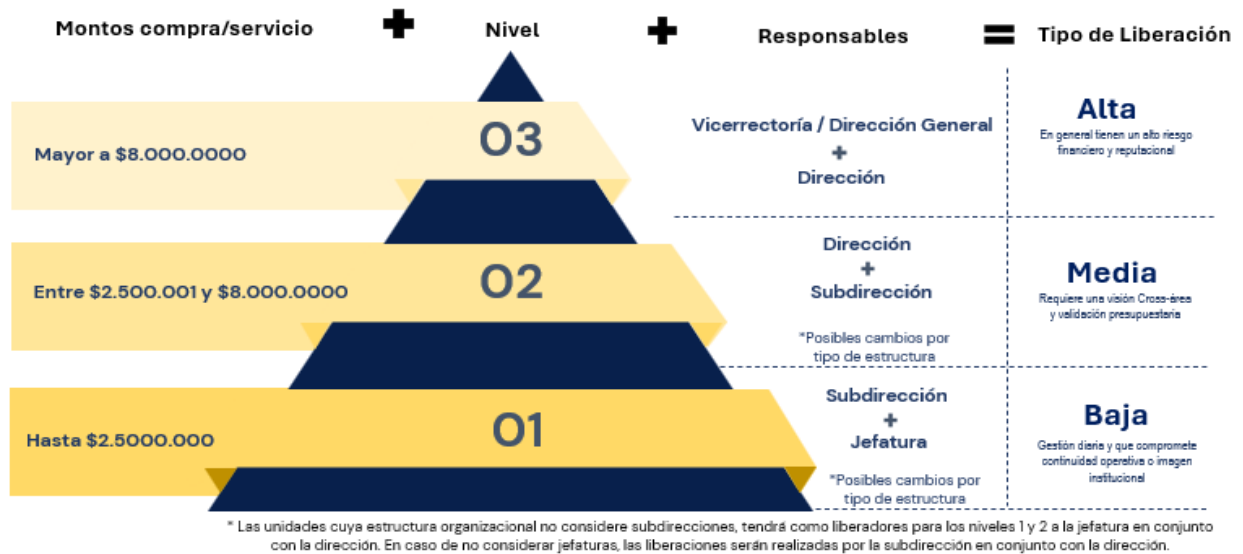 Montos compra/servicio + Nivel + Responsables = Tipo de Liberación
Mayor a $8.000.0000
03
Vicerrectoría / Dirección General
+
Dirección
Alta
En general tienen un alto riesgo
financiero y reputacional
Entre $2.500.001 y $8.000.0000
02
Dirección
+
Subdirección
*Posibles cambios por
tipo de estructura
Media
Requiere una visión Cross-área
y validación presupuestaria
Hasta $2.5000.000
01
Subdirección
+
Jefatura
*Posibles cambios por
tipo de estructura
Baja
Gestión diaria y que compromete
continuidad operativa o imagen
institucional
* Las unidades cuya estructura organizacional no considere subdirecciones, tendrá como liberadores para los niveles 1 y 2 a la jefatura en conjunto
con la dirección. En caso de no considerar jefaturas, las liberaciones serán realizadas por la subdirección en conjunto con la dirección.